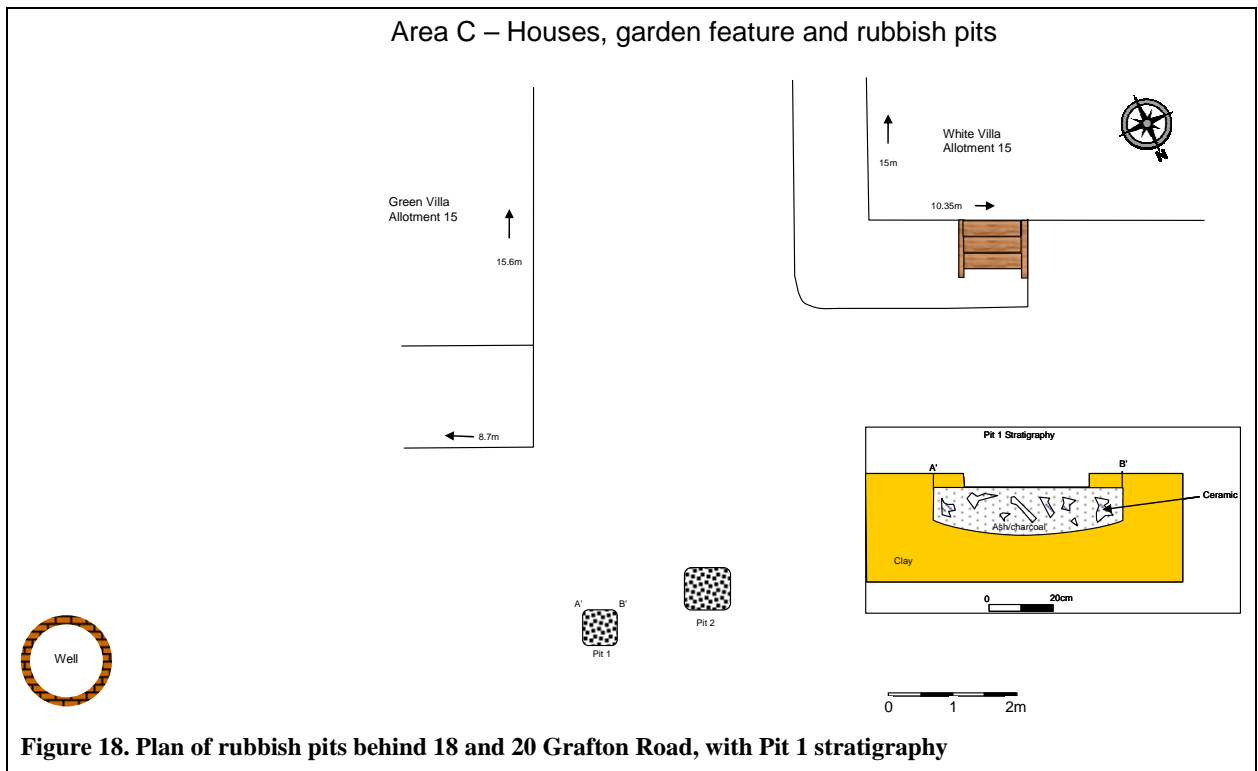 Area C – Houses, garden feature and rubbish pits
White Villa
Allotment 15
15m
N
10.35m
Green Villa
Allotment 15
15.6m
8.7m
Pit 1 Stratigraphy
A'
B'
Ceramic
Ash/charcoal
Clay
0
20cm
A'
B'
Pit 1
Pit 2
Well
0 1 2m
Figure 18. Plan of rubbish pits behind 18 and 20 Grafton Road, with Pit 1 stratigraphy